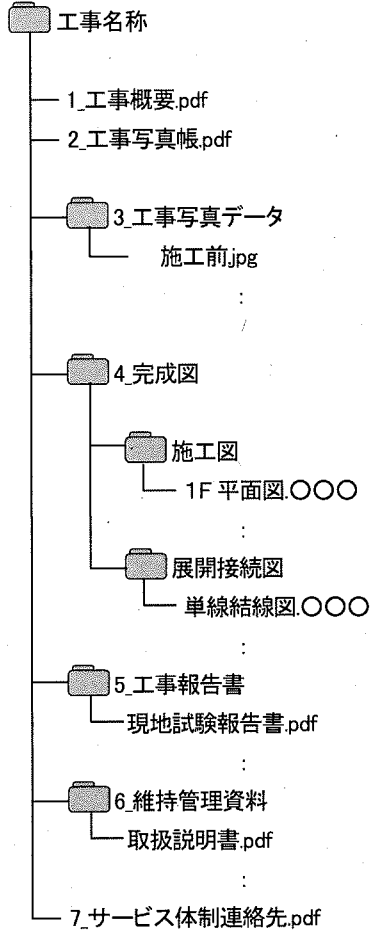 工事名称
1_工事概要.pdf
2_工事写真帳.pdf
3_工事写真データ
施工前.jpg
:
4_完成図
施工図
1F 平面図.〇〇〇
:
展開接続図
単線結線図.〇〇〇
:
5_工事報告書
現地試験報告書.pdf
:
6_維持管理資料
取扱説明書.pdf
:
7_サービス体制連絡先.pdf